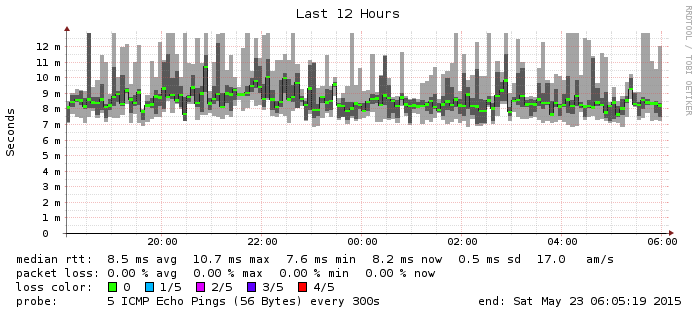 Last 12 Hours
RRDTOOL / TOBI OETIKER
Seconds
12 m
11 m
10 m
9 m
8 m
7 m
6 m
5 m
4 m
3 m
2 m
1 m
0
20:00 22:00 00:00 02:00 04:00 06:00
median rtt: 8.5 ms avg 10.7 ms max 7.6 ms min 8.2 ms now 0.5 ms sd 17.0 am/s
packet loss: 0.00 % avg 0.00 % max 0.00 % min 0.00 % now
loss color: 0 1/5 2/5 3/5 4/5
probe: 5 ICMP Echo Pings (56 Bytes) every 300s end: Sat May 23 06:05:19 2015